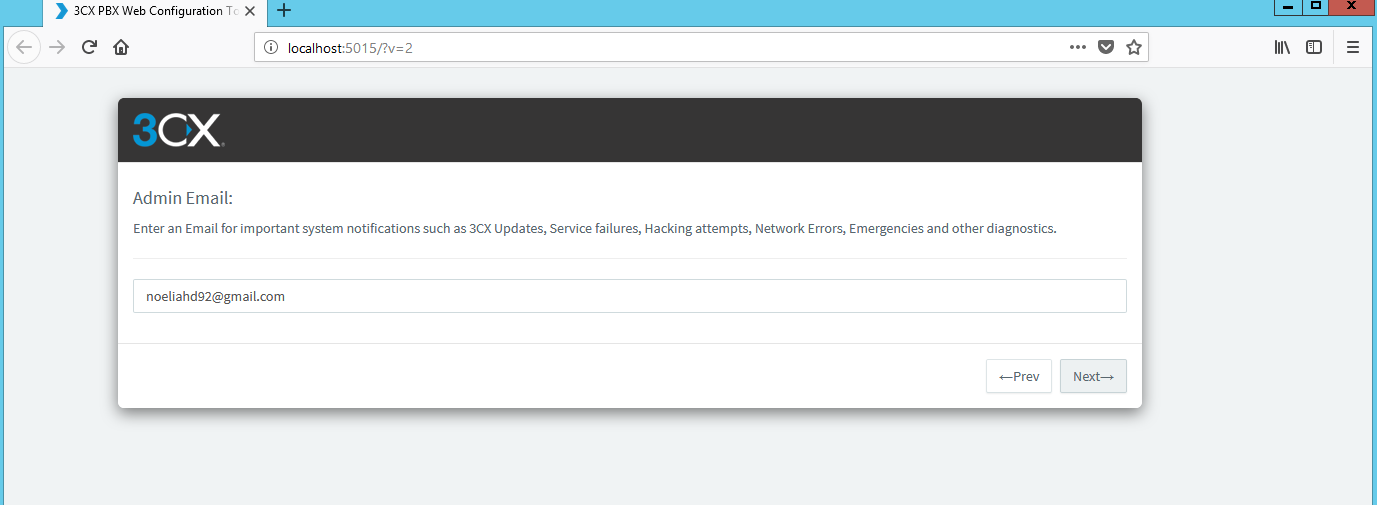 3CX PBX Web Configuration To
localhost:5015/?v=2
3CX
Admin Email:
Enter an Email for important system notifications such as 3CX Updates, Service failures, Hacking attempts, Network Errors, Emergencies and other diagnostics.
noeliahd92@gmail.com
←Prev Next→